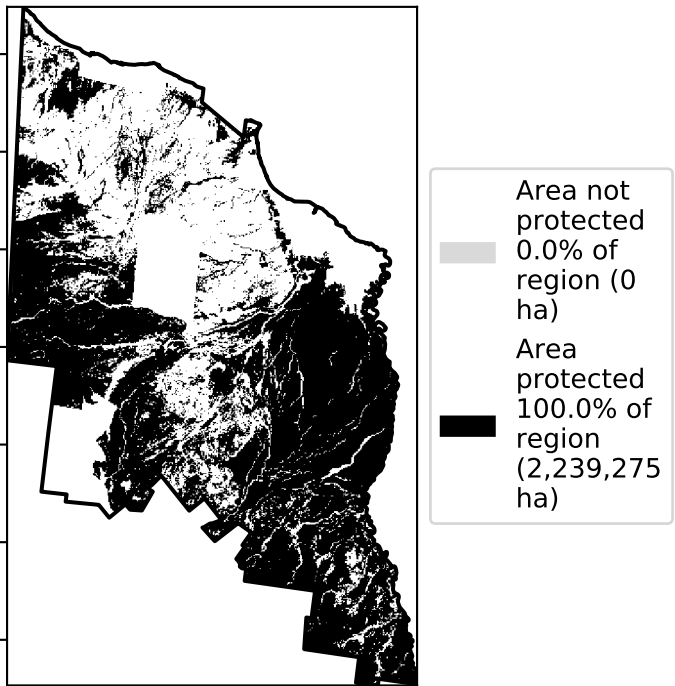 Area not
protected
0.0% of
region (0
ha)
Area
protected
100.0% of
region
(2,239,275
ha)